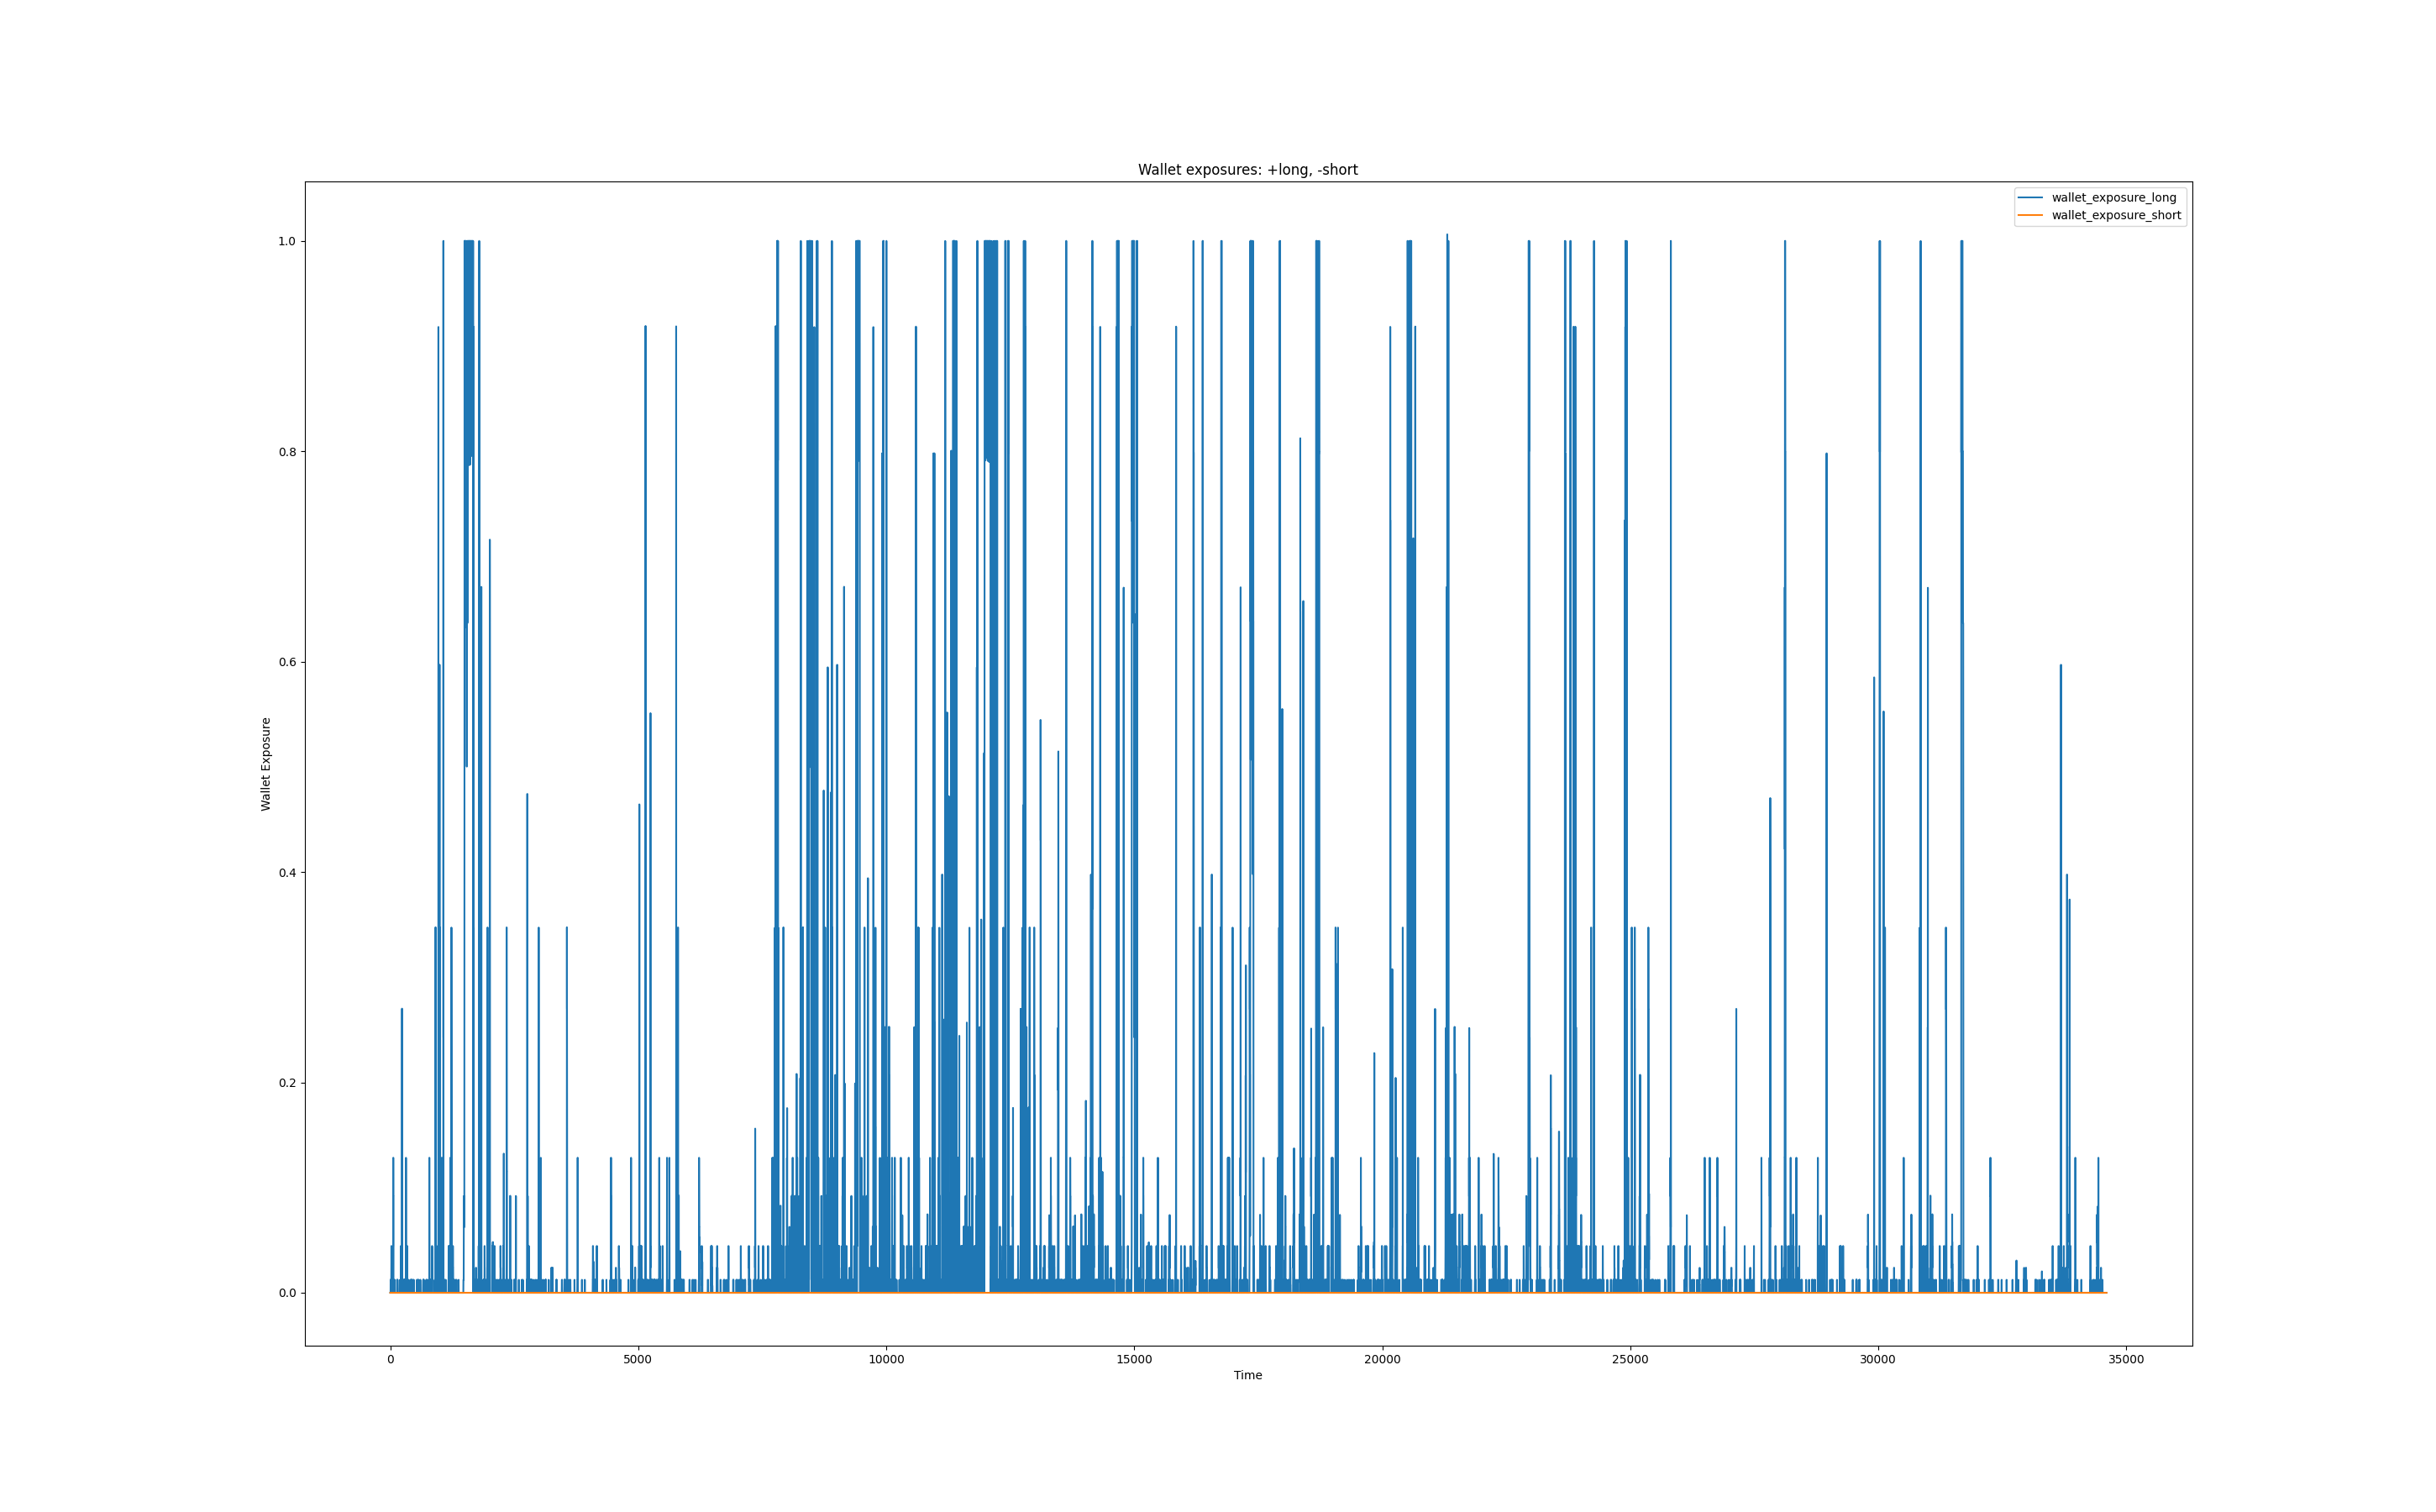 Wallet exposures: +long, -short
wallet_exposure_long
wallet_exposure_short
Wallet Exposure
1.0
0.8
0.6
0.4
0.2
0.0
0 5000 10000 15000 20000 25000 30000 35000
Time